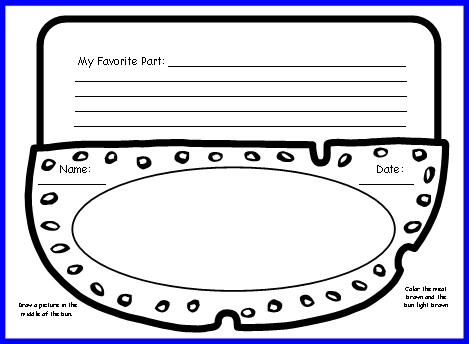 My Favorite Part:
Name:
Date:
Draw a picture in the
middle of the bun.
Color the meat
brown and the
bun light brown